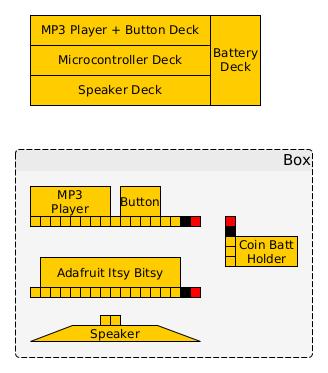 MP3 Player + Button Deck
Microcontroller Deck
Speaker Deck
Battery
Deck
Box
MP3
Player
Button
Coin Batt
Holder
Adafruit Itsy Bitsy
Speaker